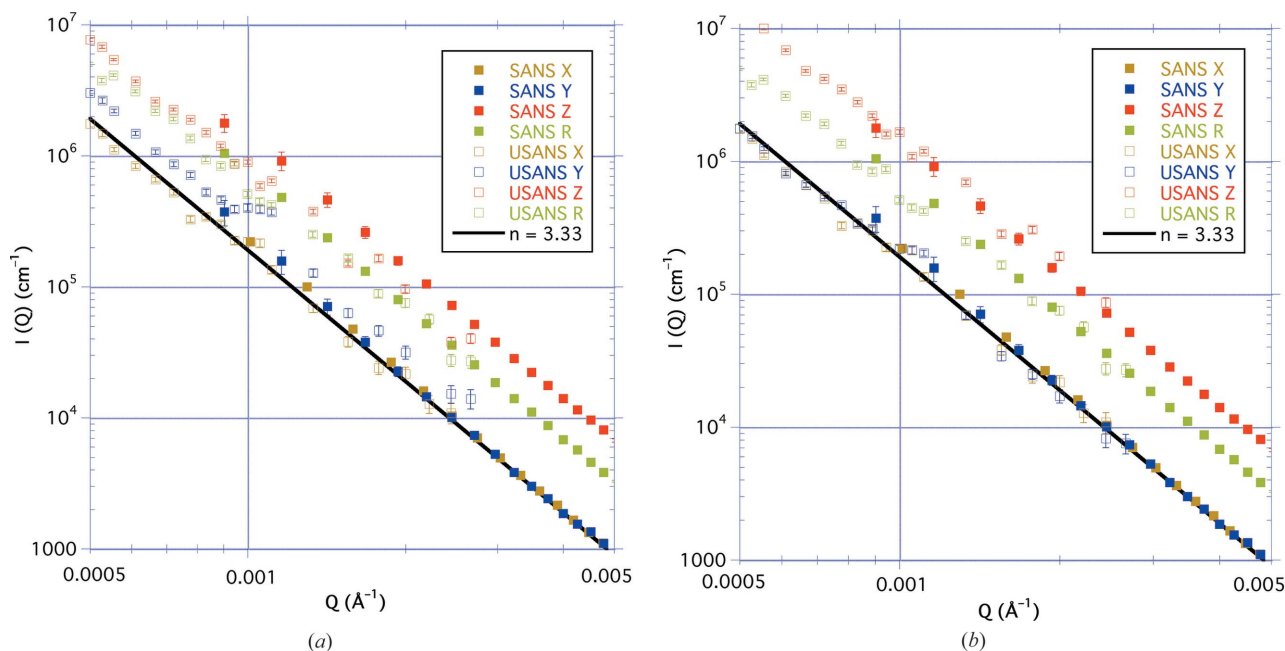 10⁷
10⁶
10⁵
10⁴
1000
I (Q) (cm⁻¹)
SANS X
SANS Y
SANS Z
SANS R
USANS X
USANS Y
USANS Z
USANS R
n = 3.33
0.0005
0.001
0.005
Q (Å⁻¹)
(a)
10⁷
10⁶
10⁵
10⁴
1000
I (Q) (cm⁻¹)
SANS X
SANS Y
SANS Z
SANS R
USANS X
USANS Y
USANS Z
USANS R
n = 3.33
0.0005
0.001
0.005
Q (Å⁻¹)
(b)